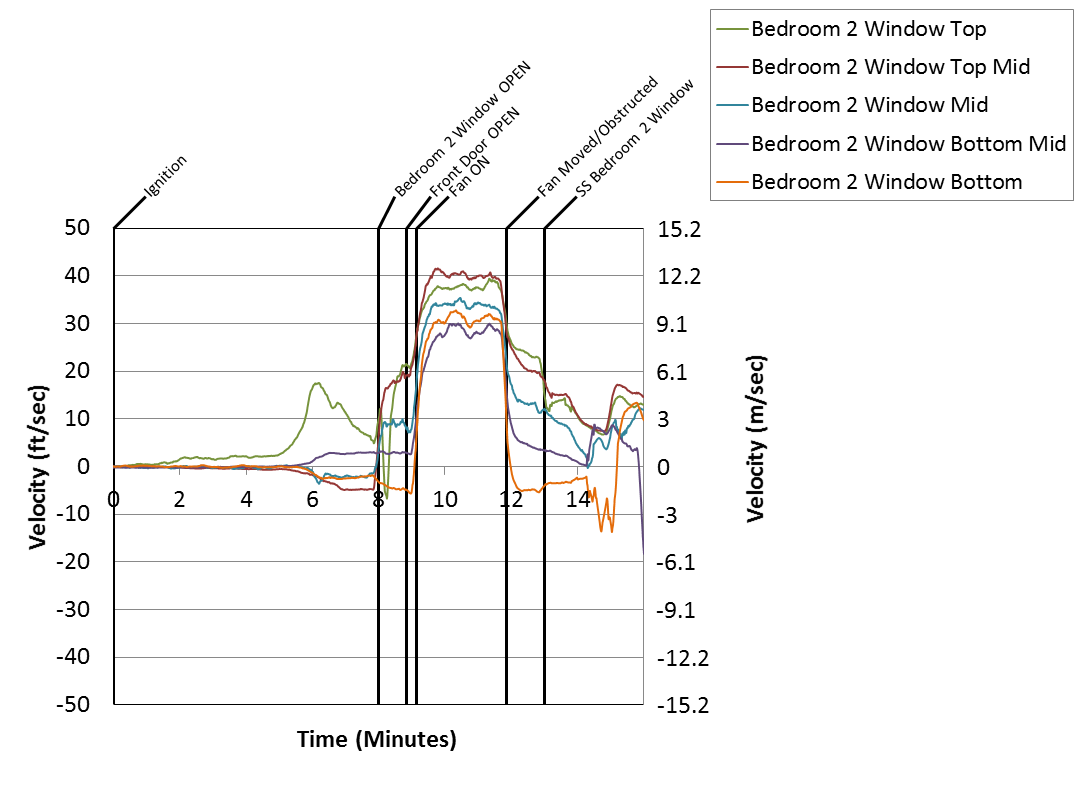 Bedroom 2 Window Top
Bedroom 2 Window Top Mid
Bedroom 2 Window Mid
Bedroom 2 Window Bottom Mid
Bedroom 2 Window Bottom
Ignition
Bedroom 2 Window OPEN
Front Door OPEN
Fan ON
Fan Moved/Obstructed
SS Bedroom 2 Window
50
40
30
20
10
0
-10
-20
-30
-40
-50
Velocity (ft/sec)
0
2
4
6
8
10
12
14
Time (Minutes)
15.2
12.2
9.1
6.1
3
0
-3
-6.1
-9.1
-12.2
-15.2
Velocity (m/sec)